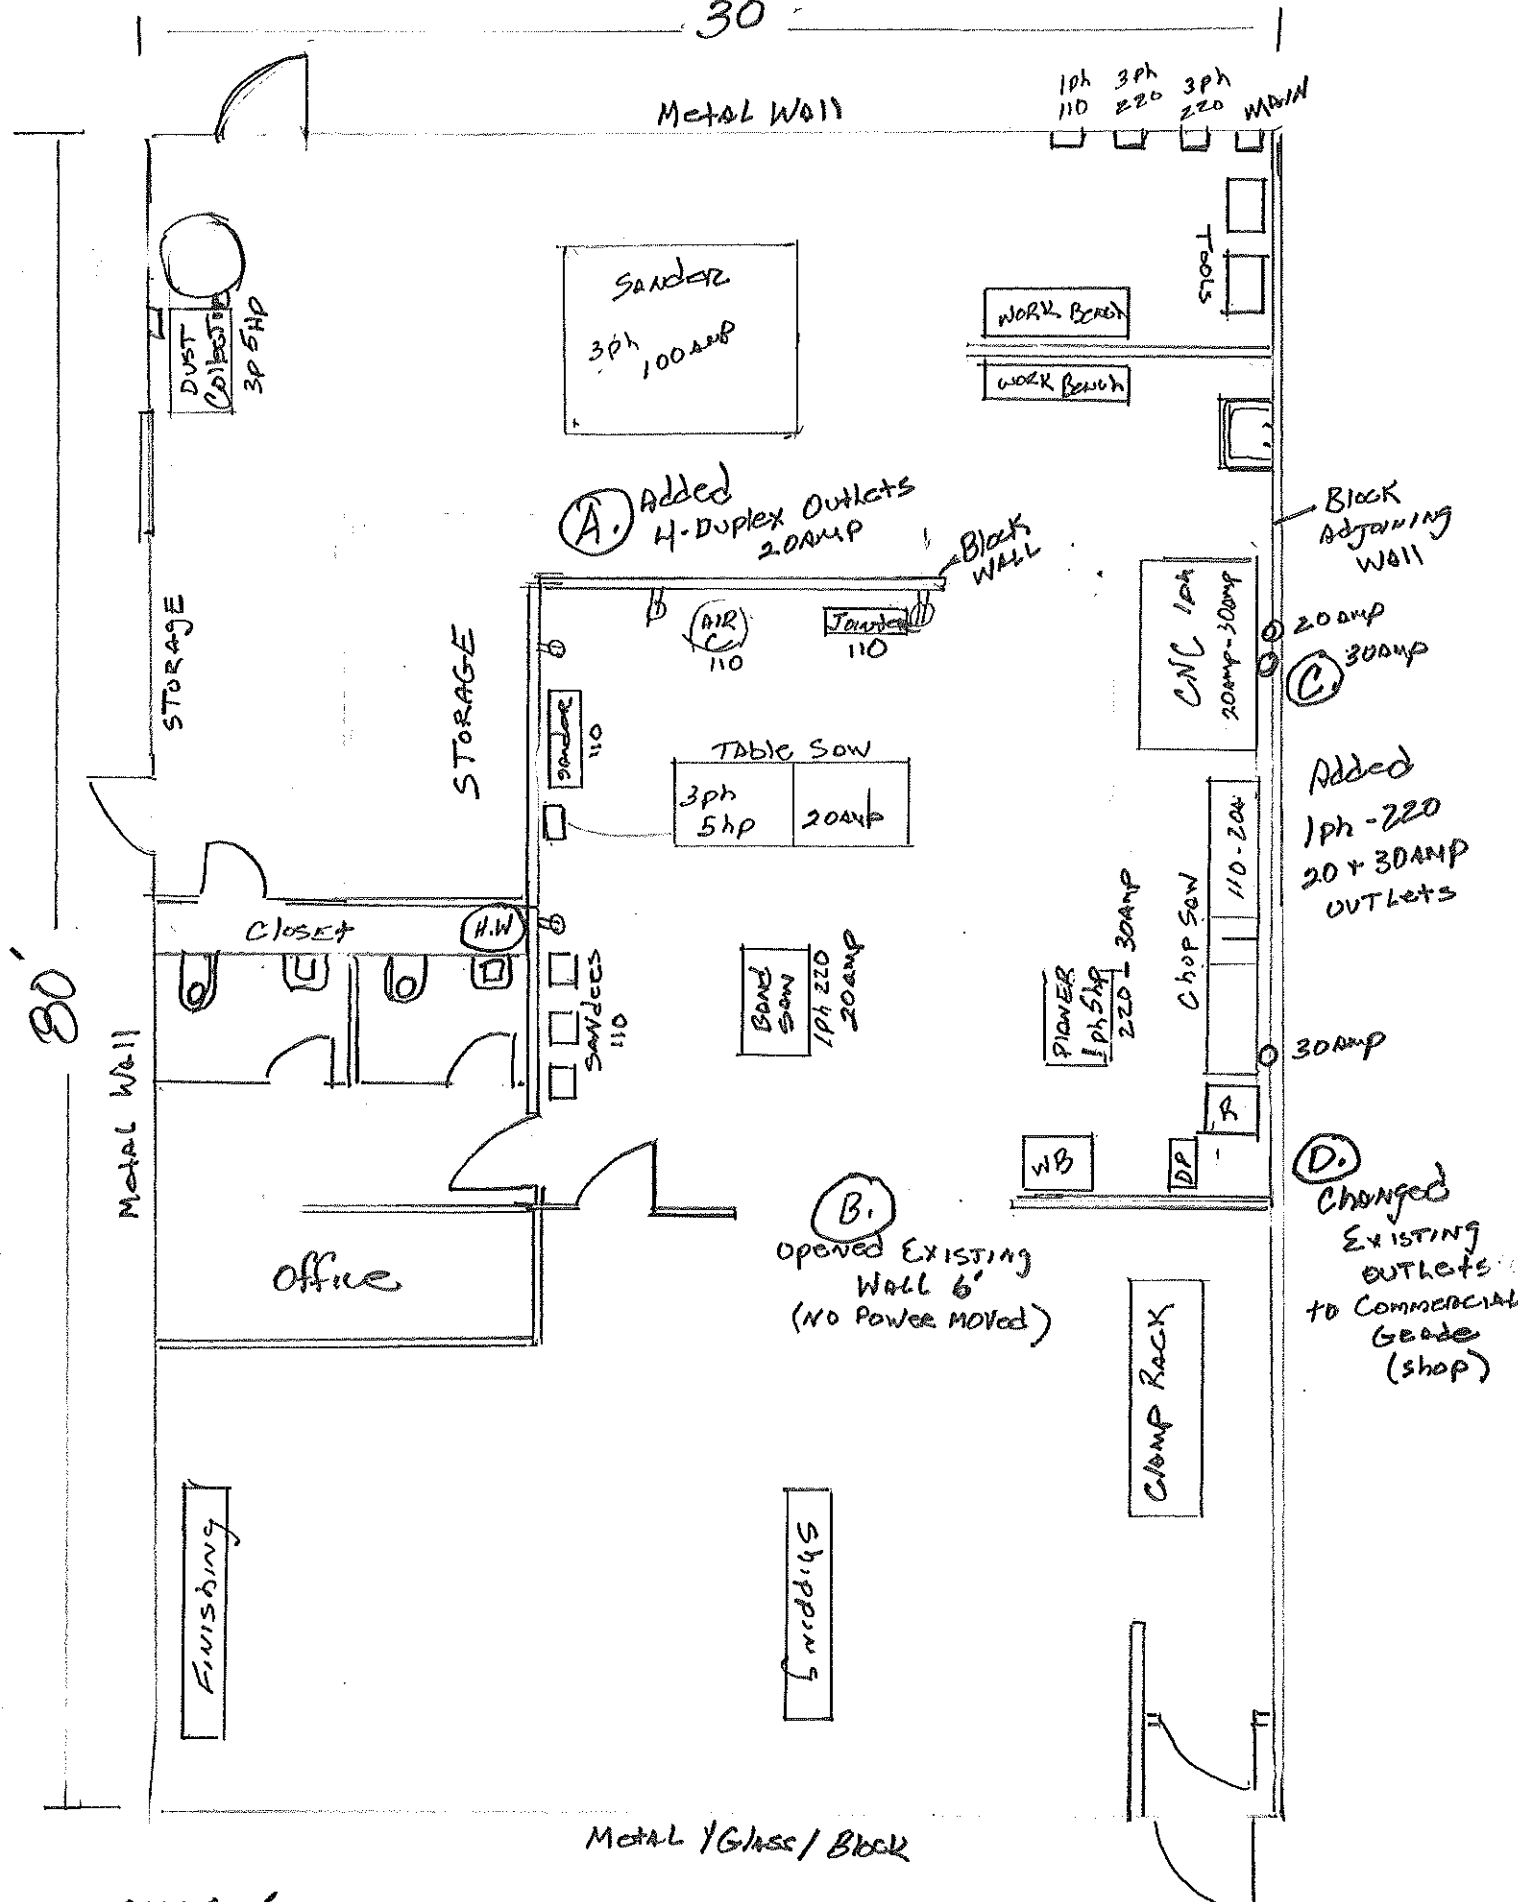 30
1ph
110
3ph
220
3ph
220
MAIN
Metal Wall
Tools
Sander
3ph
100 amp
Work Bench
Work Bench
Dust
Collector
3p 5HP
A. Added
4-Duplex Outlets
20Amp
Block
Wall
Block
Adjoining
Wall
Storage
Storage
Air
C
110
Jointer
110
Sander
110
CNC 1ph
20amp-30amp
20 amp
30amp
C.
Added
1ph-220
20 + 30Amp
outlets
Table Saw
3ph
5hp
20amp
110-20A
Chop Saw
Closet
H.W
Sanders
110
Band
Saw
1ph 220
20amp
Planer
1ph 5hp
220-30amp
30amp
80'
Metal Wall
R
WB
DP
D.
Changed
Existing
outlets
to Commercial
Grade
(shop)
B.
Opened Existing
Wall 6'
(No Power Moved)
Office
Clamp Rack
Finishing
Shipping
Metal / Glass / Block